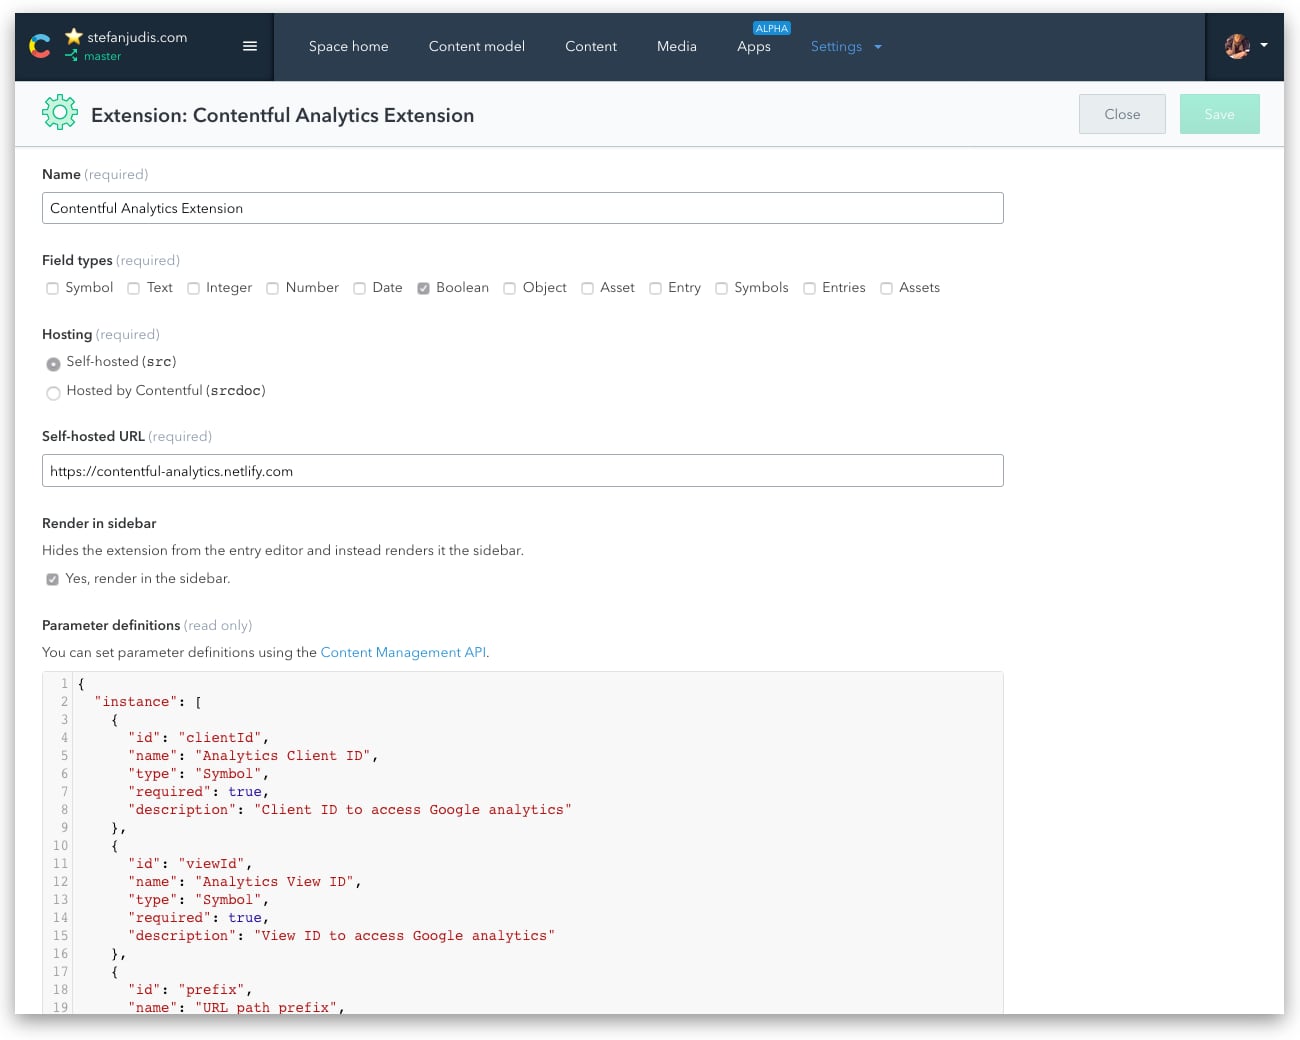 stefanjudis.com
master
Space home Content model Content Media Apps ALPHA Settings
Extension: Contentful Analytics Extension
Close Save
Name (required)
Contentful Analytics Extension
Field types (required)
Symbol Text Integer Number Date Boolean Object Asset Entry Symbols Entries Assets
Hosting (required)
Self-hosted (src)
Hosted by Contentful (srcdoc)
Self-hosted URL (required)
https://contentful-analytics.netlify.com
Render in sidebar
Hides the extension from the entry editor and instead renders it the sidebar.
Yes, render in the sidebar.
Parameter definitions (read only)
You can set parameter definitions using the Content Management API.
1 {
2 "instance": [
3 {
4 "id": "clientId",
5 "name": "Analytics Client ID",
6 "type": "Symbol",
7 "required": true,
8 "description": "Client ID to access Google analytics"
9 },
10 {
11 "id": "viewId",
12 "name": "Analytics View ID",
13 "type": "Symbol",
14 "required": true,
15 "description": "View ID to access Google analytics"
16 },
17 {
18 "id": "prefix",
19 "name": "URL path prefix",